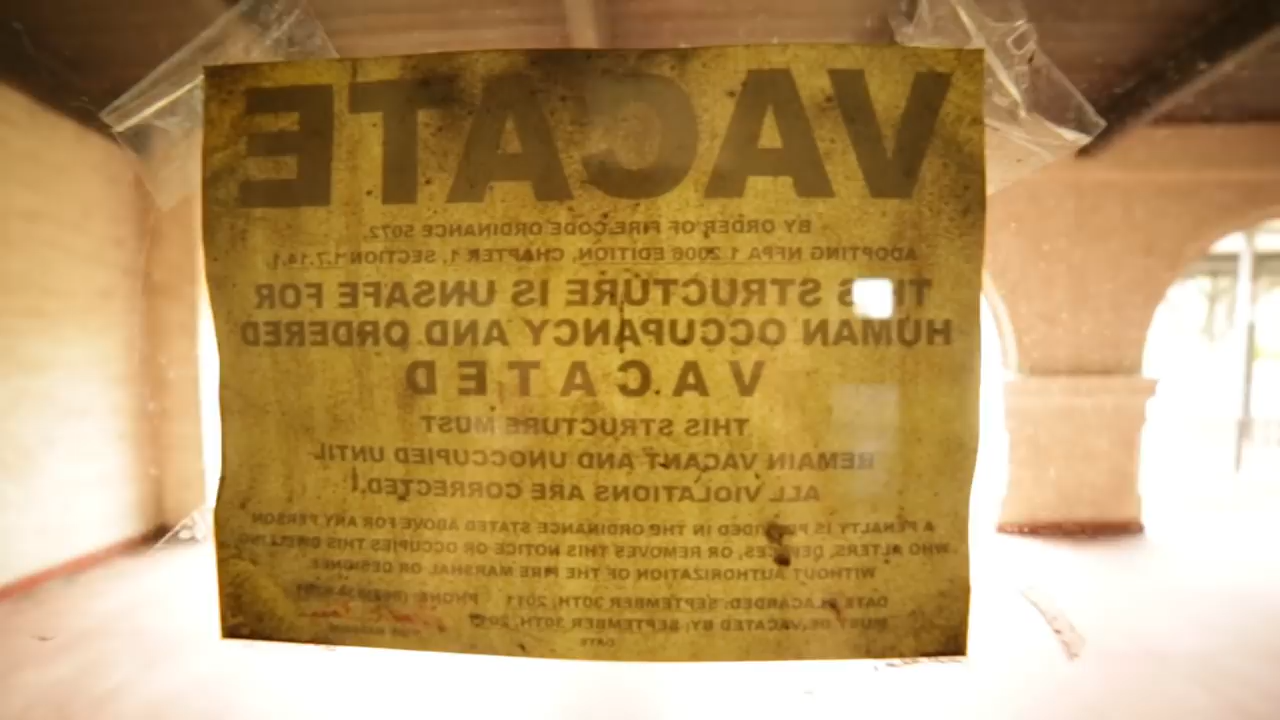 VACATE
BY ORDER OF FIRE CODE ORDINANCE 5072,
ADOPTING NFPA 1 2006 EDITION, CHAPTER 1, SECTION 1.7.14.1
THIS STRUCTURE IS UNSAFE FOR
HUMAN OCCUPANCY AND ORDERED
VACATED
THIS STRUCTURE MUST
REMAIN VACANT AND UNOCCUPIED UNTIL
ALL VIOLATIONS ARE CORRECTED.
A PENALTY IS PROVIDED IN THE ORDINANCE STATED ABOVE FOR ANY PERSON
WHO ALTERS, DEFACES, OR REMOVES THIS NOTICE OR OCCUPIES THIS DWELLING
WITHOUT AUTHORIZATION OF THE FIRE MARSHAL OR DESIGNEE.
DATE PLACARDED: SEPTEMBER 30TH, 2011 PHONE:
MUST BE VACATED BY: SEPTEMBER 30TH,
DATE